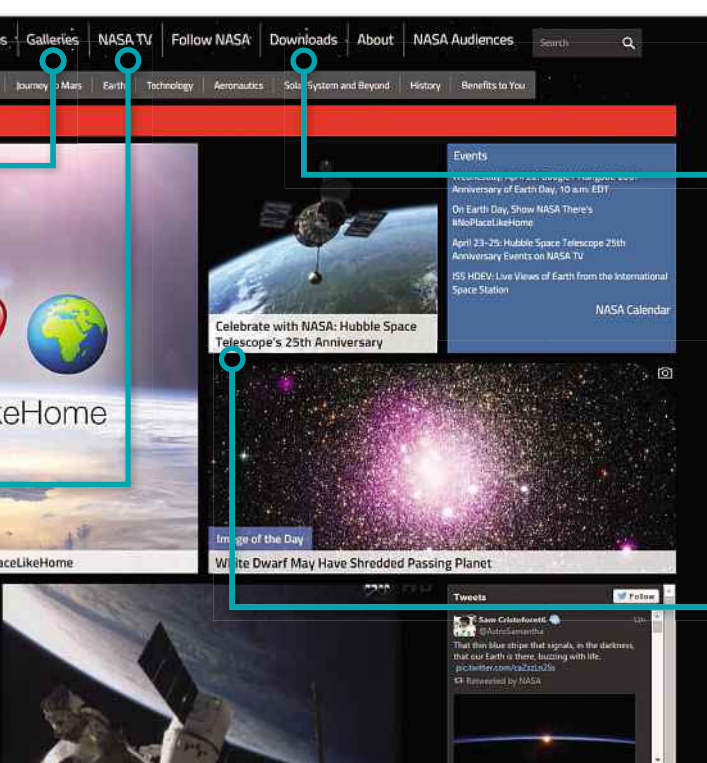 s Galleries NASA TV Follow NASA Downloads About NASA Audiences Search
Journey to Mars Earth Technology Aeronautics Solar System and Beyond History Benefits to You
Events
Anniversary of Earth Day, 10 a.m. EDT
On Earth Day, Show NASA There's
#NoPlaceLikeHome
April 23-25: Hubble Space Telescope 25th
Anniversary Events on NASA TV
ISS HDEV: Live Views of Earth from the International
Space Station
NASA Calendar
Celebrate with NASA: Hubble Space
Telescope's 25th Anniversary
keHome
Image of the Day
White Dwarf May Have Shredded Passing Planet
aceLikeHome
Tweets Follow
Sam Cristoforetti
@AstroSamantha
That thin blue stripe that signals, in the darkness,
that our Earth is there, buzzing with life.
Retweeted by NASA